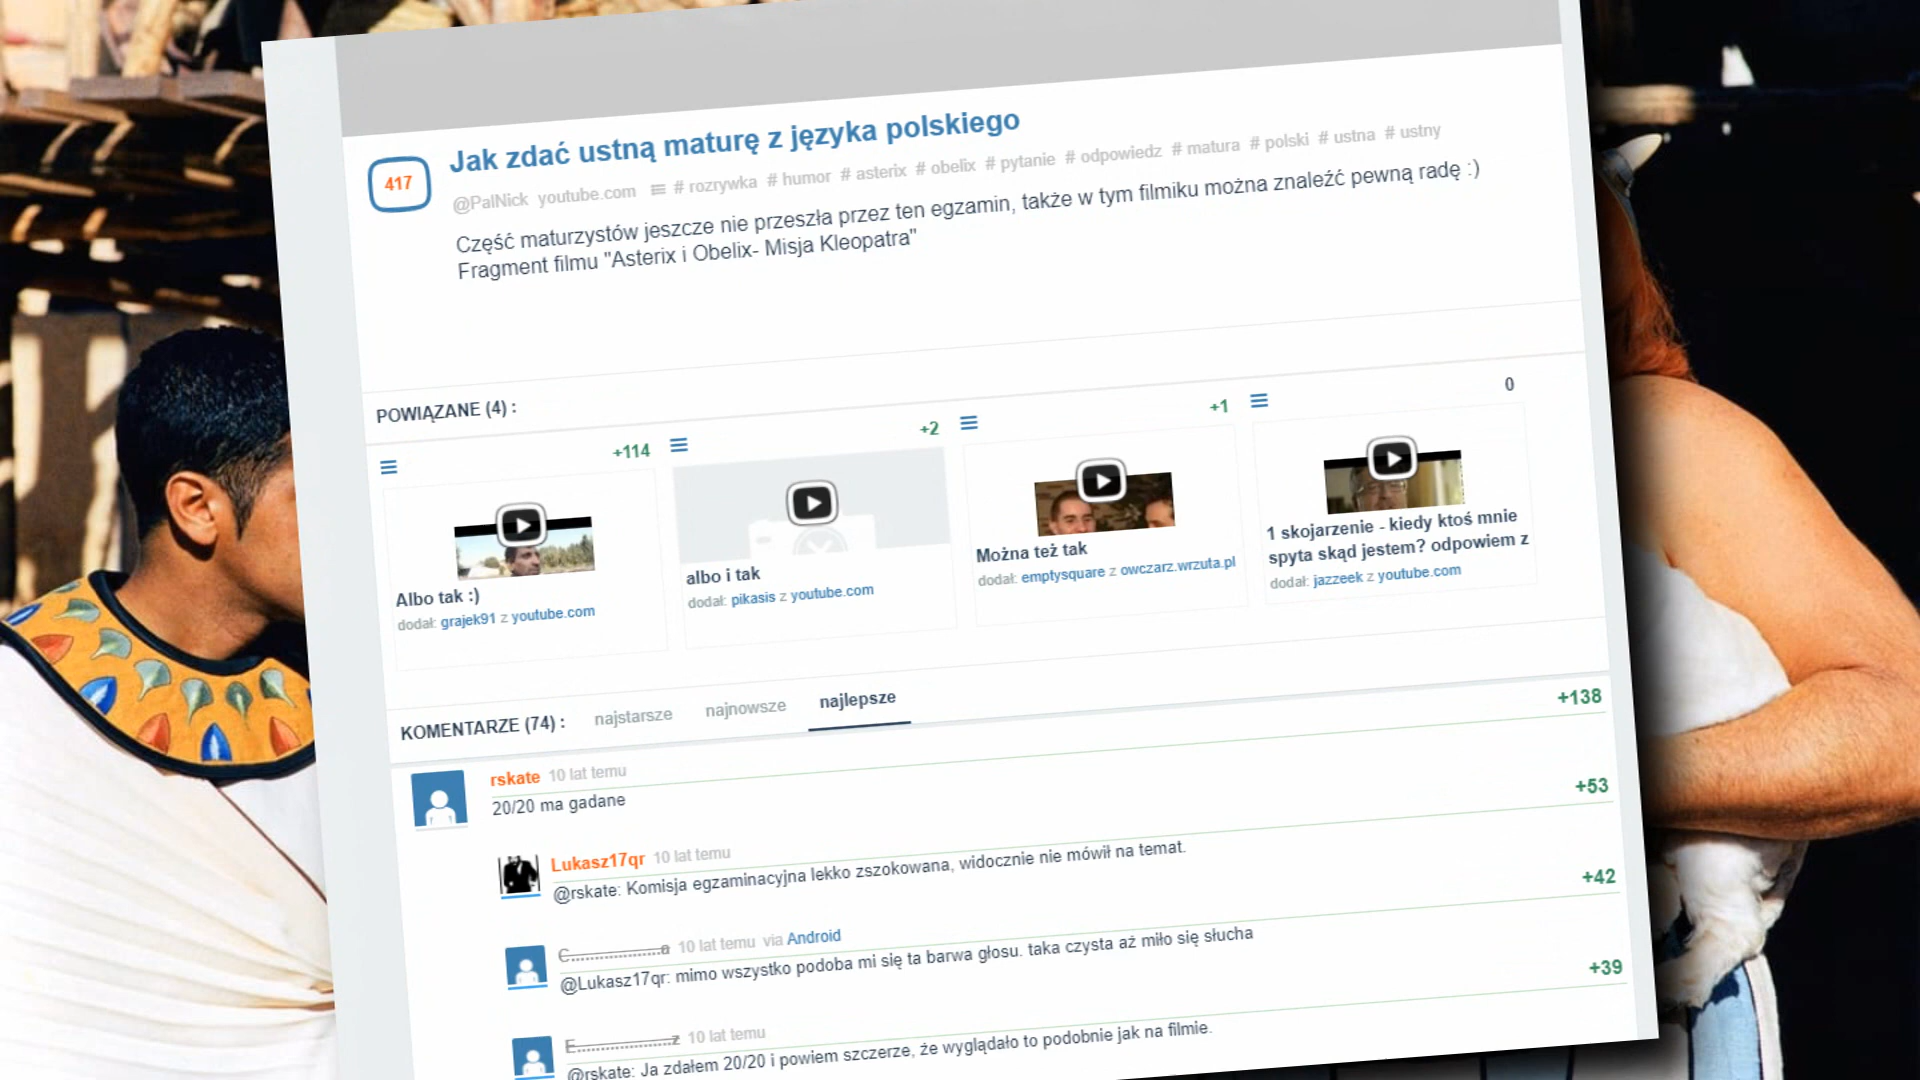 Jak zdać ustną maturę z języka polskiego
417
@PalNick youtube.com # rozrywka # humor # asterix # obelix # pytanie # odpowiedz # matura # polski # ustna # ustny
Część maturzystów jeszcze nie przeszła przez ten egzamin, także w tym filmiku można znaleźć pewną radę :)
Fragment filmu "Asterix i Obelix- Misja Kleopatra"
POWIĄZANE (4) :
+114
Albo tak :)
dodał: grajek91 z youtube.com
+2
albo i tak
dodał: pikasis z youtube.com
+1
Można też tak
dodał: emptysquare z owczarz.wrzuta.pl
0
1 skojarzenie - kiedy ktoś mnie
spyta skąd jestem? odpowiem z
dodał: jazzeek z youtube.com
KOMENTARZE (74) : najstarsze najnowsze najlepsze
rskate 10 lat temu +138
20/20 ma gadane
Lukasz17qr 10 lat temu +53
@rskate: Komisja egzaminacyjna lekko zszokowana, widocznie nie mówił na temat.
C....................a 10 lat temu via Android +42
@Lukasz17qr: mimo wszystko podoba mi się ta barwa głosu. taka czysta aż miło się słucha
E.......................z 10 lat temu +39
@rskate: Ja zdałem 20/20 i powiem szczerze, że wyglądało to podobnie jak na filmie.